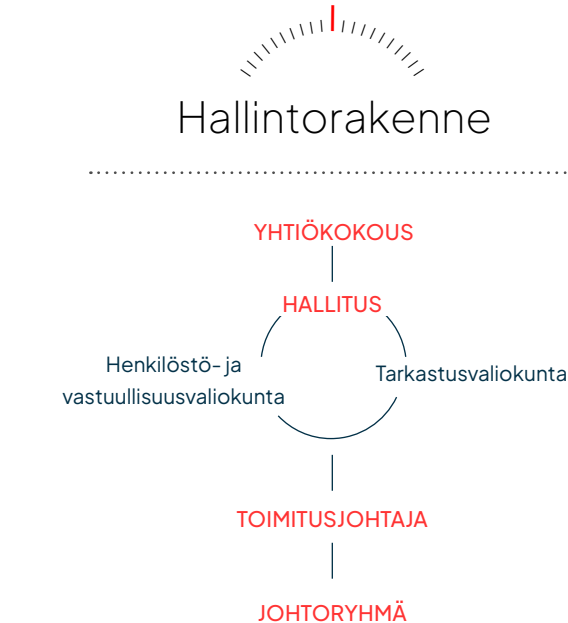 Hallintorakenne
YHTIÖKOKOUS
HALLITUS
Henkilöstö- ja
vastuullisuusvaliokunta
Tarkastusvaliokunta
TOIMITUSJOHTAJA
JOHTORYHMÄ